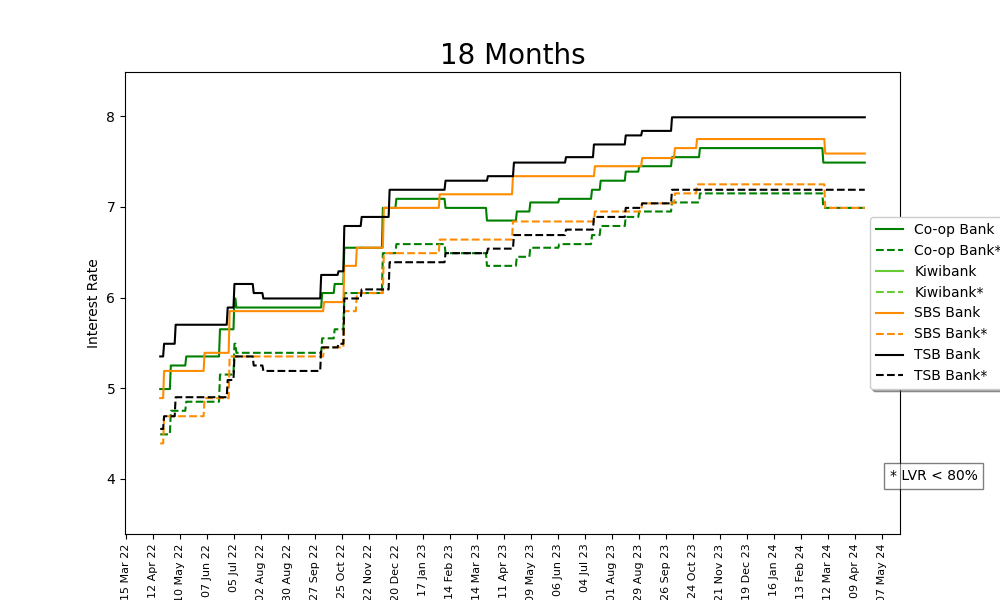 18 Months
Interest Rate
8
7
6
5
4
Co-op Bank
Co-op Bank*
Kiwibank
Kiwibank*
SBS Bank
SBS Bank*
TSB Bank
TSB Bank*
* LVR < 80%
15 Mar 22
12 Apr 22
10 May 22
07 Jun 22
05 Jul 22
02 Aug 22
30 Aug 22
27 Sep 22
25 Oct 22
22 Nov 22
20 Dec 22
17 Jan 23
14 Feb 23
14 Mar 23
11 Apr 23
09 May 23
06 Jun 23
04 Jul 23
01 Aug 23
29 Aug 23
26 Sep 23
24 Oct 23
21 Nov 23
19 Dec 23
16 Jan 24
13 Feb 24
12 Mar 24
09 Apr 24
07 May 24